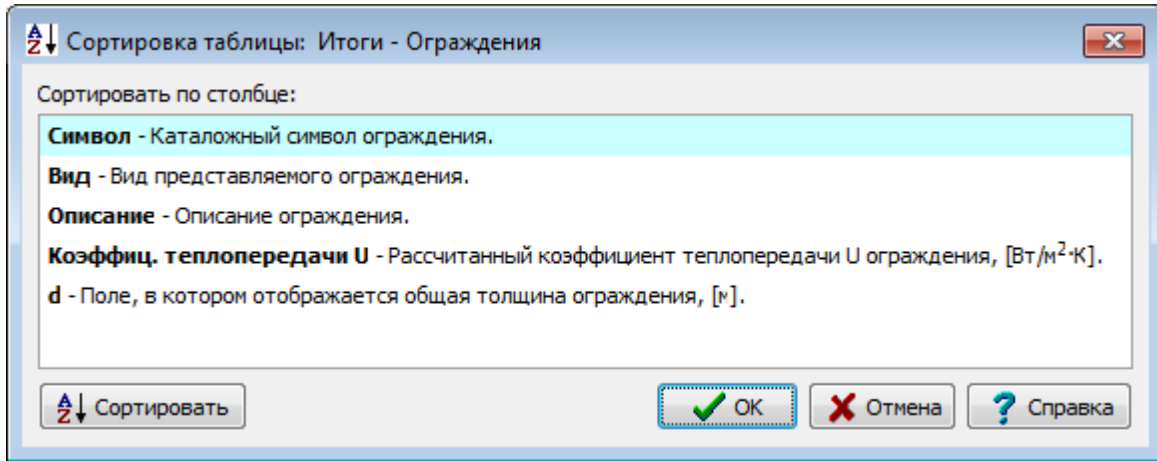 Сортировка таблицы: Итоги - Ограждения
Сортировать по столбце:
Символ - Каталожный символ ограждения.
Вид - Вид представляемого ограждения.
Описание - Описание ограждения.
Коэффиц. теплопередачи U - Рассчитанный коэффициент теплопередачи U ограждения, [Вт/м²·К].
d - Поле, в котором отображается общая толщина ограждения, [м].
Сортировать OK Отмена Справка